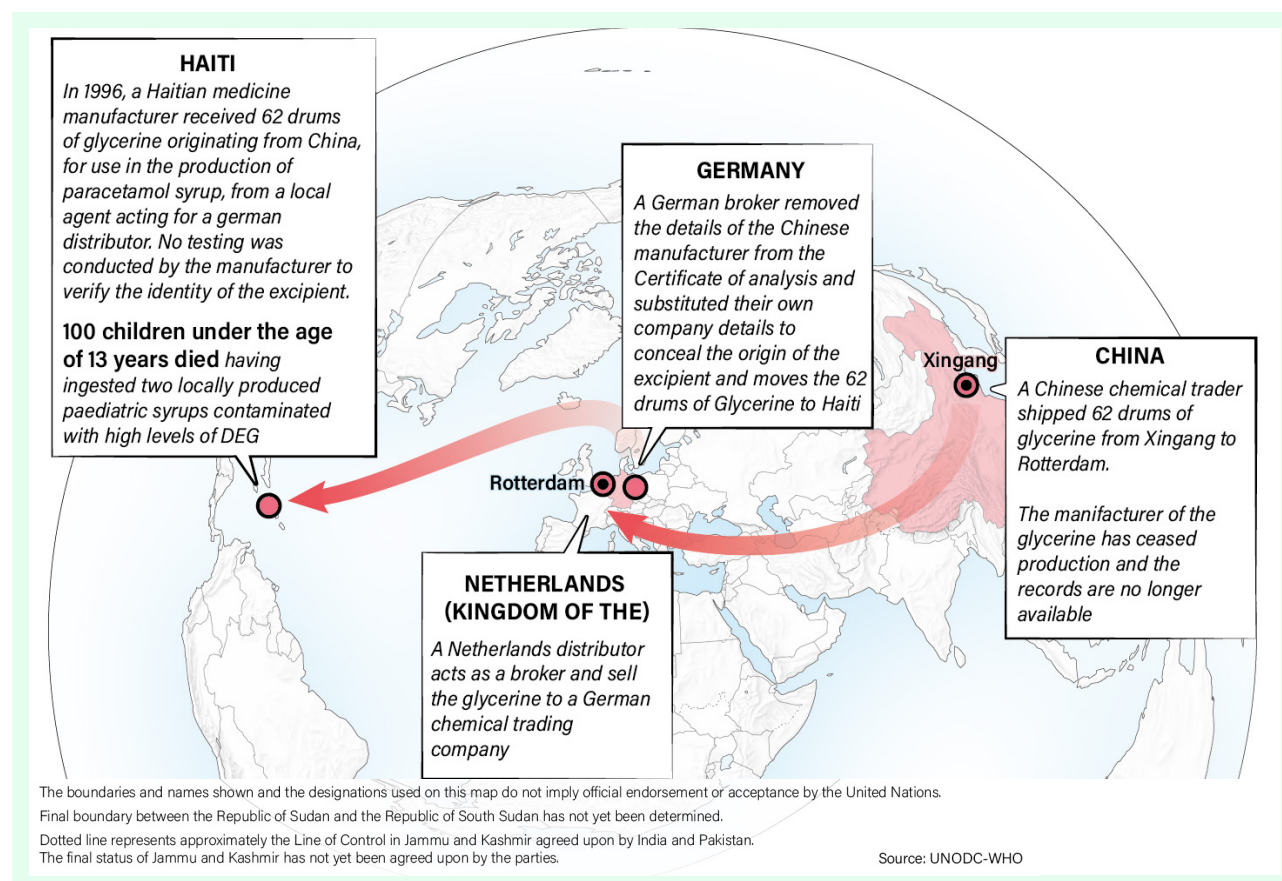 HAITI
In 1996, a Haitian medicine
manufacturer received 62 drums
of glycerine originating from China,
for use in the production of
paracetamol syrup, from a local
agent acting for a german
distributor. No testing was
conducted by the manufacturer to
verify the identity of the excipient.
100 children under the age
of 13 years died having
ingested two locally produced
paediatric syrups contaminated
with high levels of DEG
GERMANY
A German broker removed
the details of the Chinese
manufacturer from the
Certificate of analysis and
substituted their own
company details to
conceal the origin of the
excipient and moves the 62
drums of Glycerine to Haiti
Xingang
CHINA
A Chinese chemical trader
shipped 62 drums of
glycerine from Xingang to
Rotterdam.
The manifacturer of the
glycerine has ceased
production and the
records are no longer
available
Rotterdam
NETHERLANDS
(KINGDOM OF THE)
A Netherlands distributor
acts as a broker and sell
the glycerine to a German
chemical trading
company
The boundaries and names shown and the designations used on this map do not imply official endorsement or acceptance by the United Nations.
Final boundary between the Republic of Sudan and the Republic of South Sudan has not yet been determined.
Dotted line represents approximately the Line of Control in Jammu and Kashmir agreed upon by India and Pakistan.
The final status of Jammu and Kashmir has not yet been agreed upon by the parties.
Source: UNODC-WHO